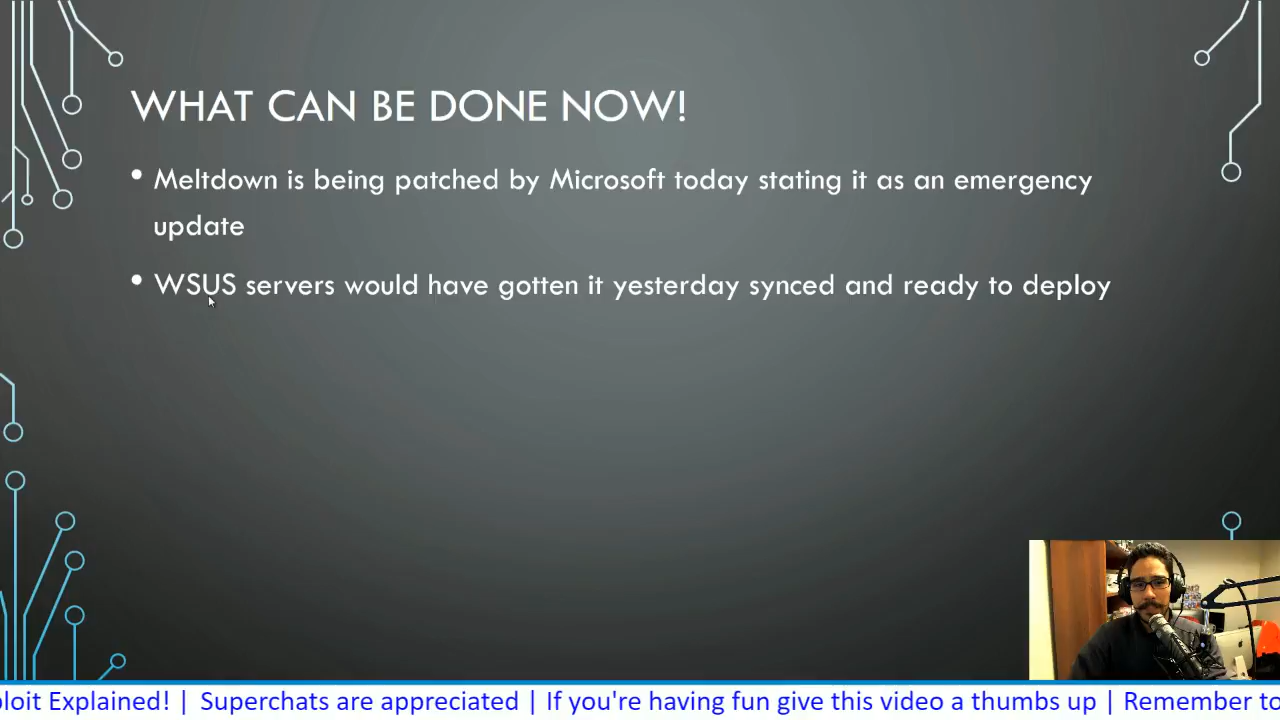 WHAT CAN BE DONE NOW!
• Meltdown is being patched by Microsoft today stating it as an emergency
update
• WSUS servers would have gotten it yesterday synced and ready to deploy
Explained! | Superchats are appreciated | If you're having fun give this video a thumbs up | Remember to